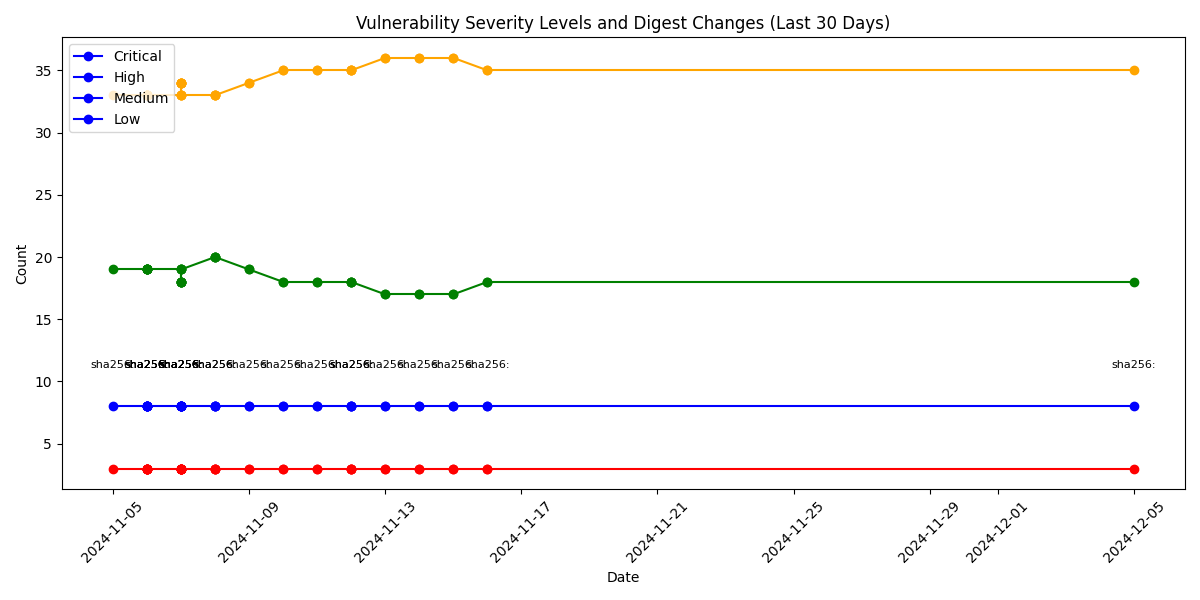 Vulnerability Severity Levels and Digest Changes (Last 30 Days)
Critical
High
Medium
Low
35
30
25
20
15
10
5
Count
sha256: sha256: sha256: sha256: sha256: sha256: sha256: sha256: sha256: sha256: sha256: sha256: sha256:
2024-11-05 2024-11-09 2024-11-13 2024-11-17 2024-11-21 2024-11-25 2024-11-29 2024-12-01 2024-12-05
Date